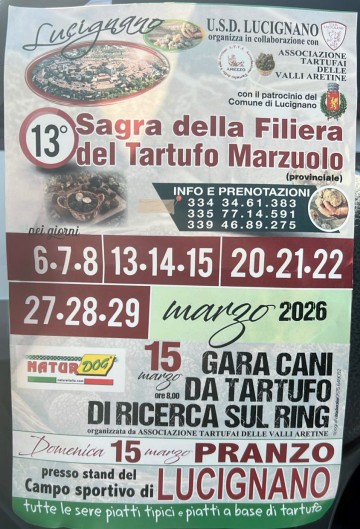 Lucignano
U.S.D. LUCIGNANO
organizza in collaborazione con
ASSOCIAZIONE
TARTUFAI
DELLE
VALLI ARETINE
AREZZO
con il patrocinio del
Comune di Lucignano
13° Sagra della Filiera
del Tartufo Marzuolo
(provinciale)
INFO E PRENOTAZIONI
334 34.61.383
335 77.14.591
339 46.89.275
nei giorni
6•7•8 13•14•15 20•21•22
27•28•29 marzo 2026
NATUR DOG
15
marzo
ore 8,00
GARA CANI
DA TARTUFO
DI RICERCA SUL RING
organizzata da ASSOCIAZIONE TARTUFAI DELLE VALLI ARETINE
Domenica 15 marzo PRANZO
presso stand del
Campo sportivo di LUCIGNANO
tutte le sere piatti tipici e piatti a base di tartufo